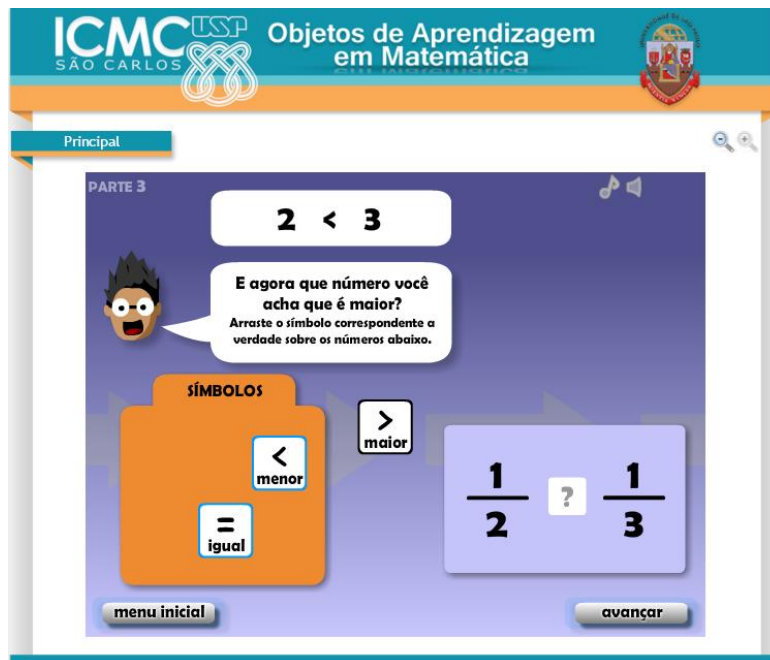 ICMC USP
SÃO CARLOS
Objetos de Aprendizagem
em Matemática
Principal
PARTE 3
2 < 3
E agora que número você
acha que é maior?
Arraste o símbolo correspondente a
verdade sobre os números abaixo.
SÍMBOLOS
>
maior
<
menor
=
igual
1 1
?
2 3
menu inicial
avançar